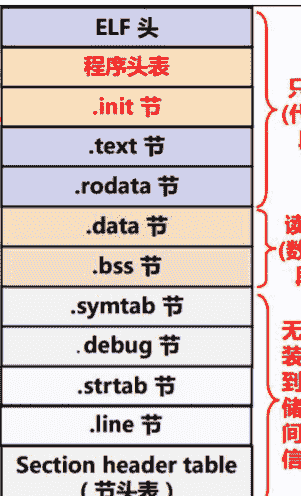 ELF 头
程序头表
.init 节
.text 节
.rodata 节
只
(代
.data 节
.bss 节
读
(数
.symtab 节
.debug 节
.strtab 节
.line 节
Section header table
(节头表)
无
装
到
储
间
信